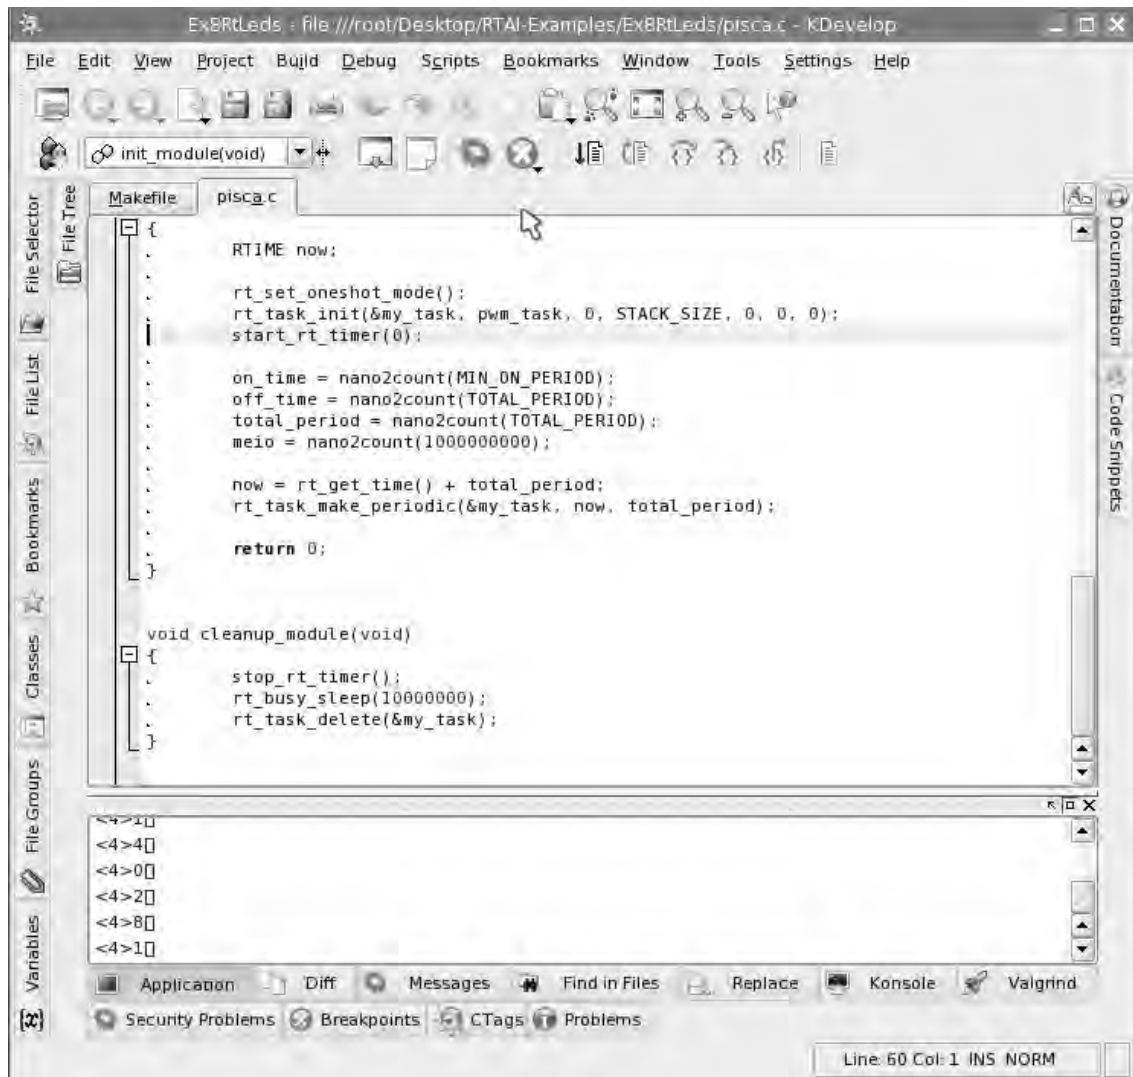 Ex8RtLeds : file:///root/Desktop/RTAI-Examples/Ex8RtLeds/pisca.c - KDevelop
File Edit View Project Build Debug Scripts Bookmarks Window Tools Settings Help
init_module(void)
File Selector
File List
Bookmarks
Classes
File Groups
Variables
File Tree
Makefile pisca.c
{
RTIME now;
rt_set_oneshot_mode();
rt_task_init(&my_task, pwm_task, 0, STACK_SIZE, 0, 0, 0);
start_rt_timer(0);
on_time = nano2count(MIN_ON_PERIOD);
off_time = nano2count(TOTAL_PERIOD);
total_period = nano2count(TOTAL_PERIOD);
meio = nano2count(1000000000);
now = rt_get_time() + total_period;
rt_task_make_periodic(&my_task, now, total_period);
return 0;
}
void cleanup_module(void)
{
stop_rt_timer();
rt_busy_sleep(10000000);
rt_task_delete(&my_task);
}
Documentation
Code Snippets
<4>1
<4>4
<4>0
<4>2
<4>8
<4>1
Application Diff Messages Find in Files Replace Konsole Valgrind
Security Problems Breakpoints CTags Problems
Line: 60 Col: 1 INS NORM